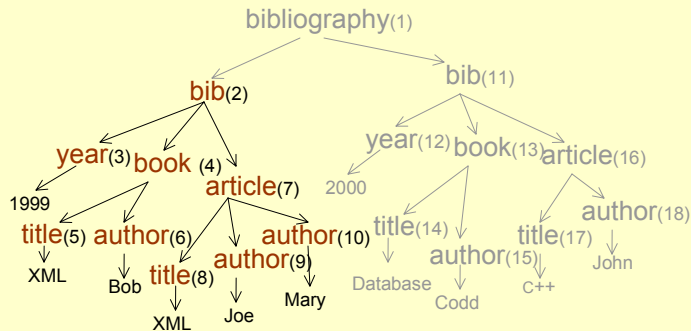 bibliography(1)
bib(2)
bib(11)
year(3)
book (4)
article(7)
year(12)
book(13)
article(16)
1999
2000
title(5)
author(6)
title(8)
author(9)
author(10)
title(14)
author(15)
title(17)
author(18)
XML
Bob
XML
Joe
Mary
Database
Codd
C++
John